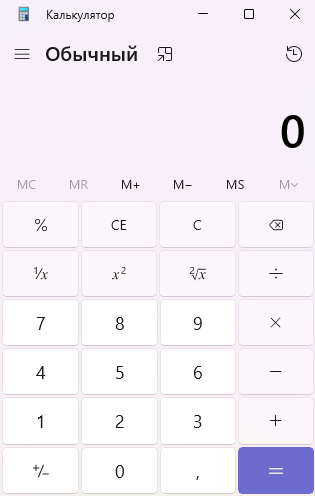 Калькулятор
Обычный
0
MC MR M+ M− MS M
% CE C
¹/x x² ²√x ÷
7 8 9 ×
4 5 6 −
1 2 3 +
+/− 0 , =